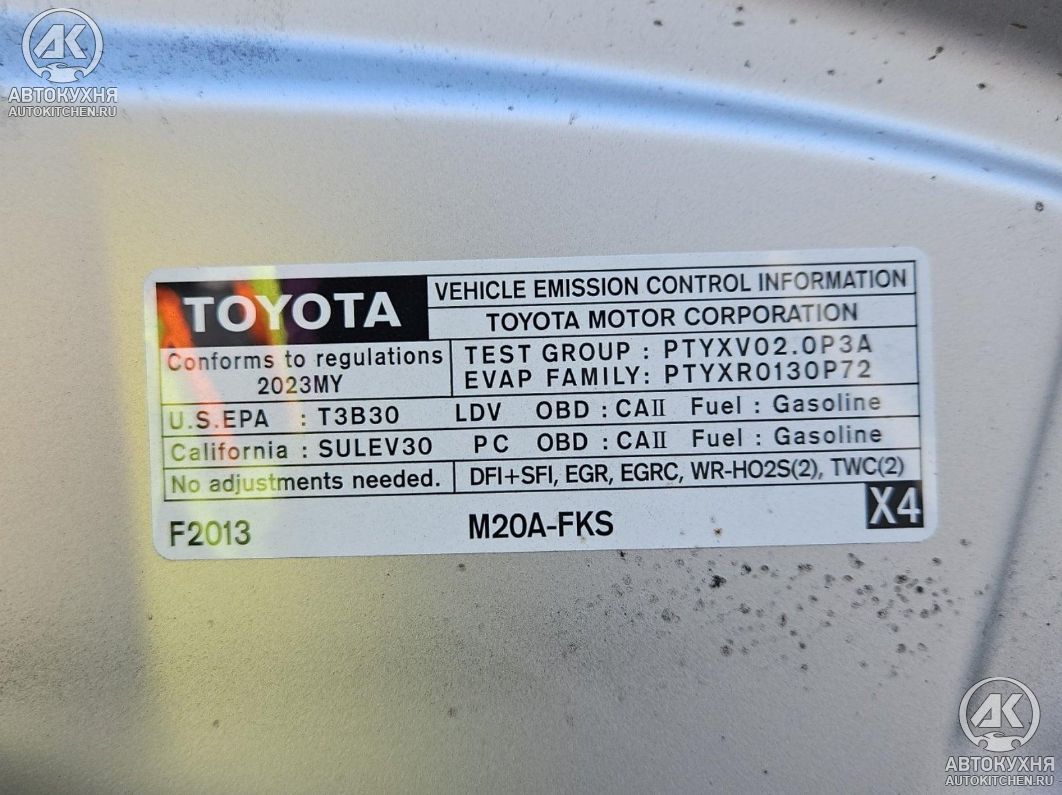 АК
АВТОКУХНЯ
AUTOKITCHEN.RU
TOYOTA
VEHICLE EMISSION CONTROL INFORMATION
TOYOTA MOTOR CORPORATION
Conforms to regulations
2023MY
TEST GROUP : PTYXV02.0P3A
EVAP FAMILY: PTYXR0130P72
U.S.EPA : T3B30 LDV OBD : CAII Fuel : Gasoline
California : SULEV30 PC OBD : CAII Fuel : Gasoline
No adjustments needed. DFI+SFI, EGR, EGRC, WR-HO2S(2), TWC(2)
F2013 M20A-FKS X4
АК
АВТОКУХНЯ
AUTOKITCHEN.RU